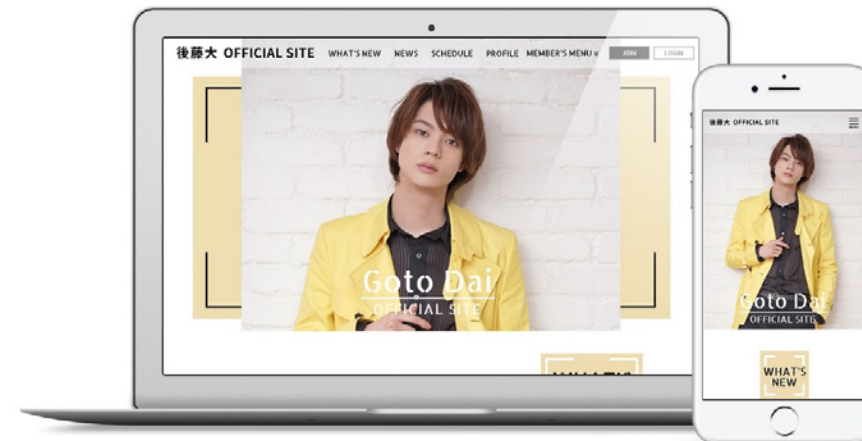 後藤大 OFFICIAL SITE WHAT'S NEW NEWS SCHEDULE PROFILE MEMBER'S MENU JOIN LOGIN
Goto Dai
OFFICIAL SITE
後藤大 OFFICIAL SITE
Goto Dai
OFFICIAL SITE
WHAT'S
NEW